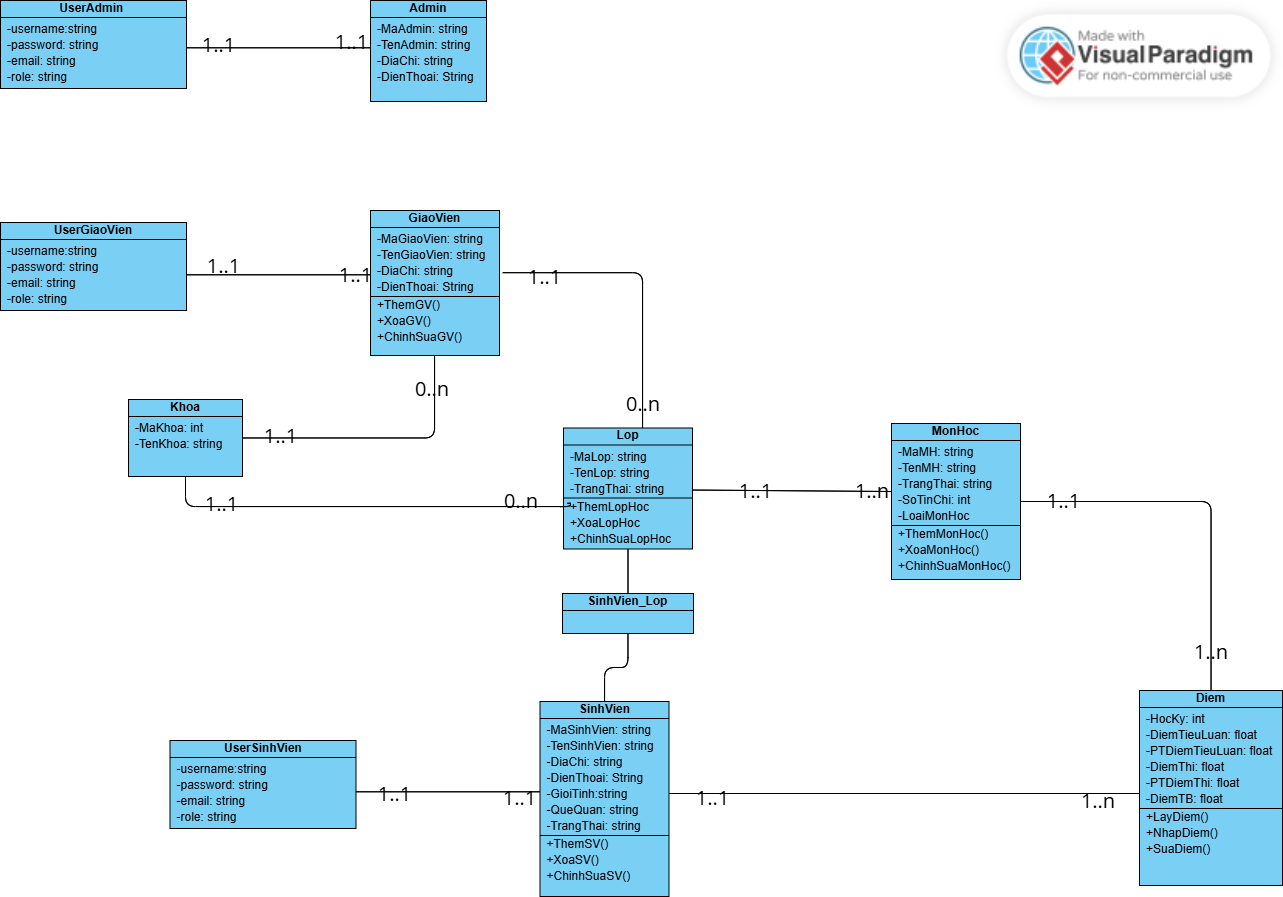 UserAdmin
-username:string
-password: string
-email: string
-role: string
1..1
1..1
Admin
-MaAdmin: string
-TenAdmin: string
-DiaChi: string
-DienThoai: String
Made with
VisualParadigm
For non-commercial use
UserGiaoVien
-username:string
-password: string
-email: string
-role: string
1..1
1..1
GiaoVien
-MaGiaoVien: string
-TenGiaoVien: string
-DiaChi: string
-DienThoai: String
+ThemGV()
+XoaGV()
+ChinhSuaGV()
1..1
0..n
0..n
1..1
Khoa
-MaKhoa: int
-TenKhoa: string
1..1
0..n
Lop
-MaLop: string
-TenLop: string
-TrangThai: string
+ThemLopHoc
+XoaLopHoc
+ChinhSuaLopHoc
1..1
1..n
MonHoc
-MaMH: string
-TenMH: string
-TrangThai: string
-SoTinChi: int
-LoaiMonHoc
+ThemMonHoc()
+XoaMonHoc()
+ChinhSuaMonHoc()
1..1
1..n
SinhVien_Lop
UserSinhVien
-username:string
-password: string
-email: string
-role: string
1..1
1..1
SinhVien
-MaSinhVien: string
-TenSinhVien: string
-DiaChi: string
-DienThoai: String
-GioiTinh:string
-QueQuan: string
-TrangThai: string
+ThemSV()
+XoaSV()
+ChinhSuaSV()
1..1
1..n
Diem
-HocKy: int
-DiemTieuLuan: float
-PTDiemTieuLuan: float
-DiemThi: float
-PTDiemThi: float
-DiemTB: float
+LayDiem()
+NhapDiem()
+SuaDiem()